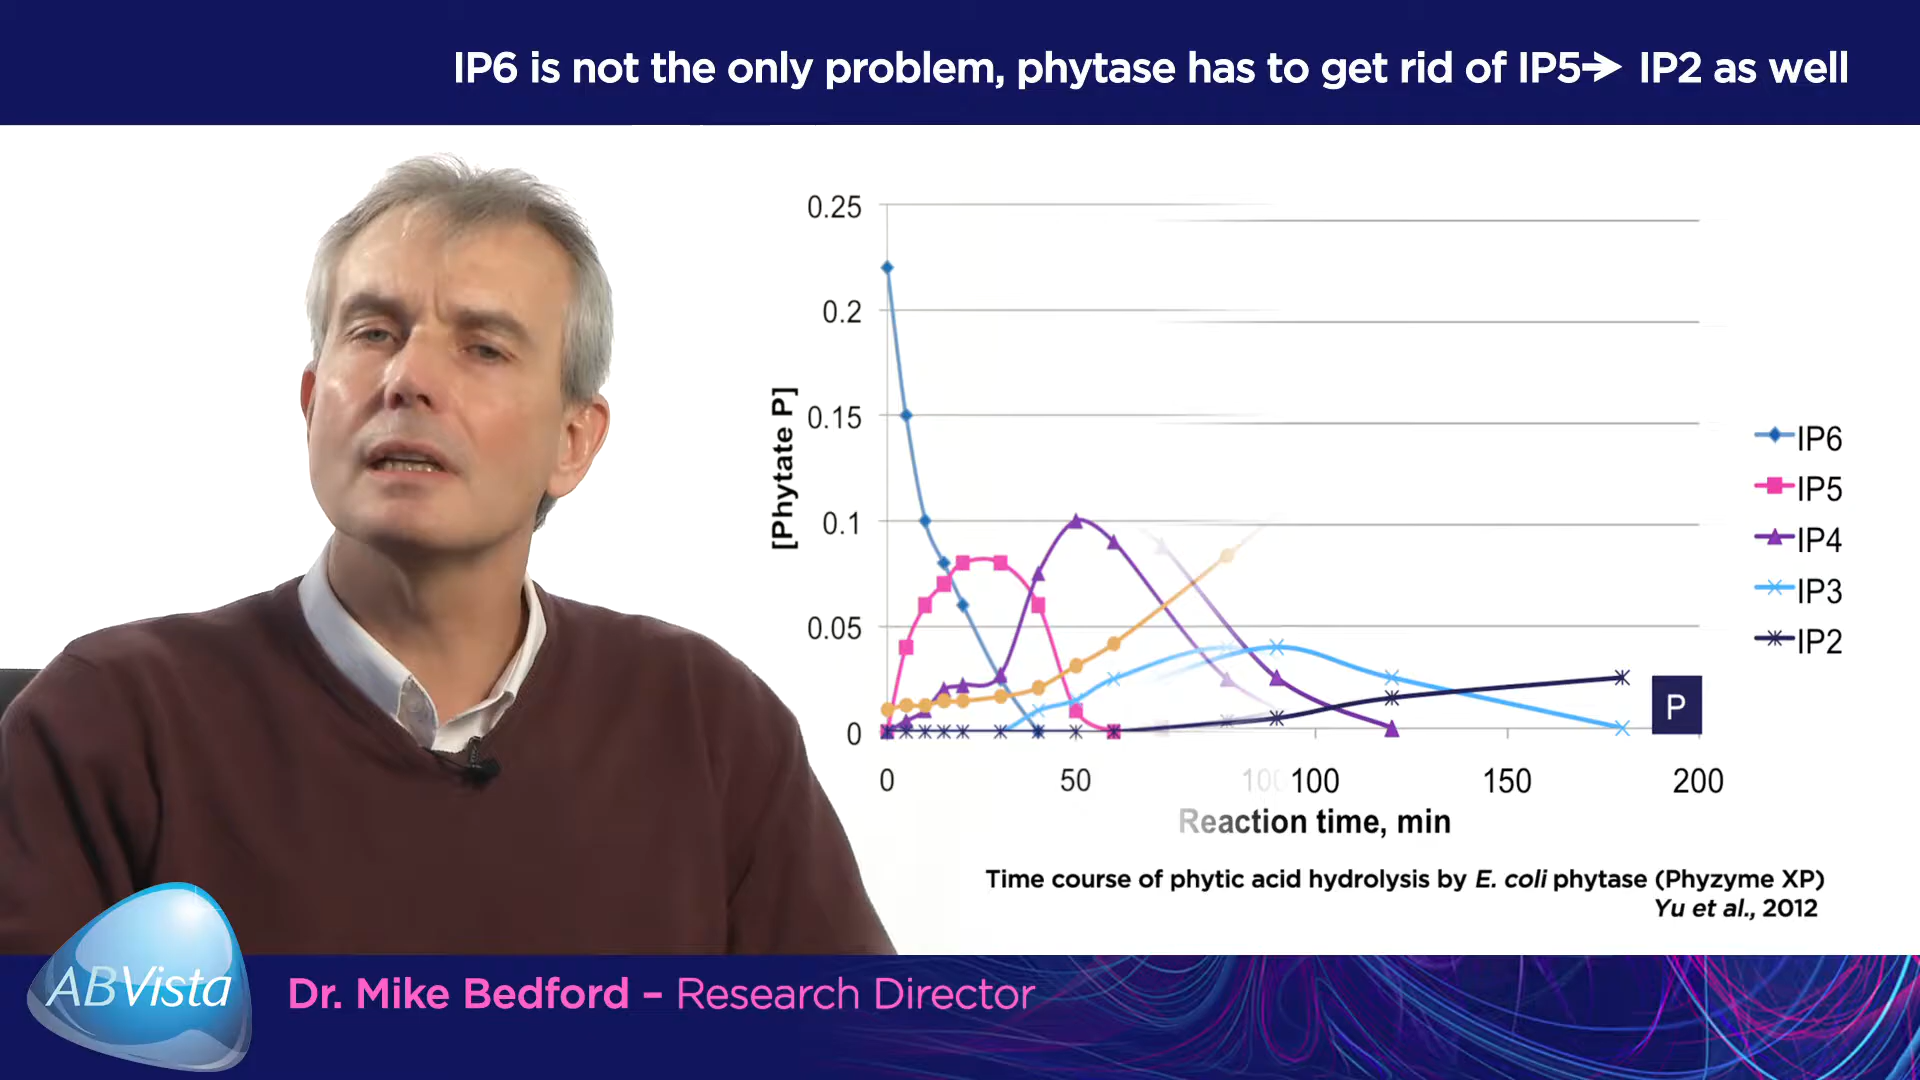 IP6 is not the only problem, phytase has to get rid of IP5➔ IP2 as well
0.25
0.2
0.15
0.1
0.05
0
[Phytate P]
IP6
IP5
IP4
IP3
IP2
P
0 50 100 100 150 200
Reaction time, min
Time course of phytic acid hydrolysis by E. coli phytase (Phyzyme XP)
Yu et al., 2012
ABVista
Dr. Mike Bedford – Research Director